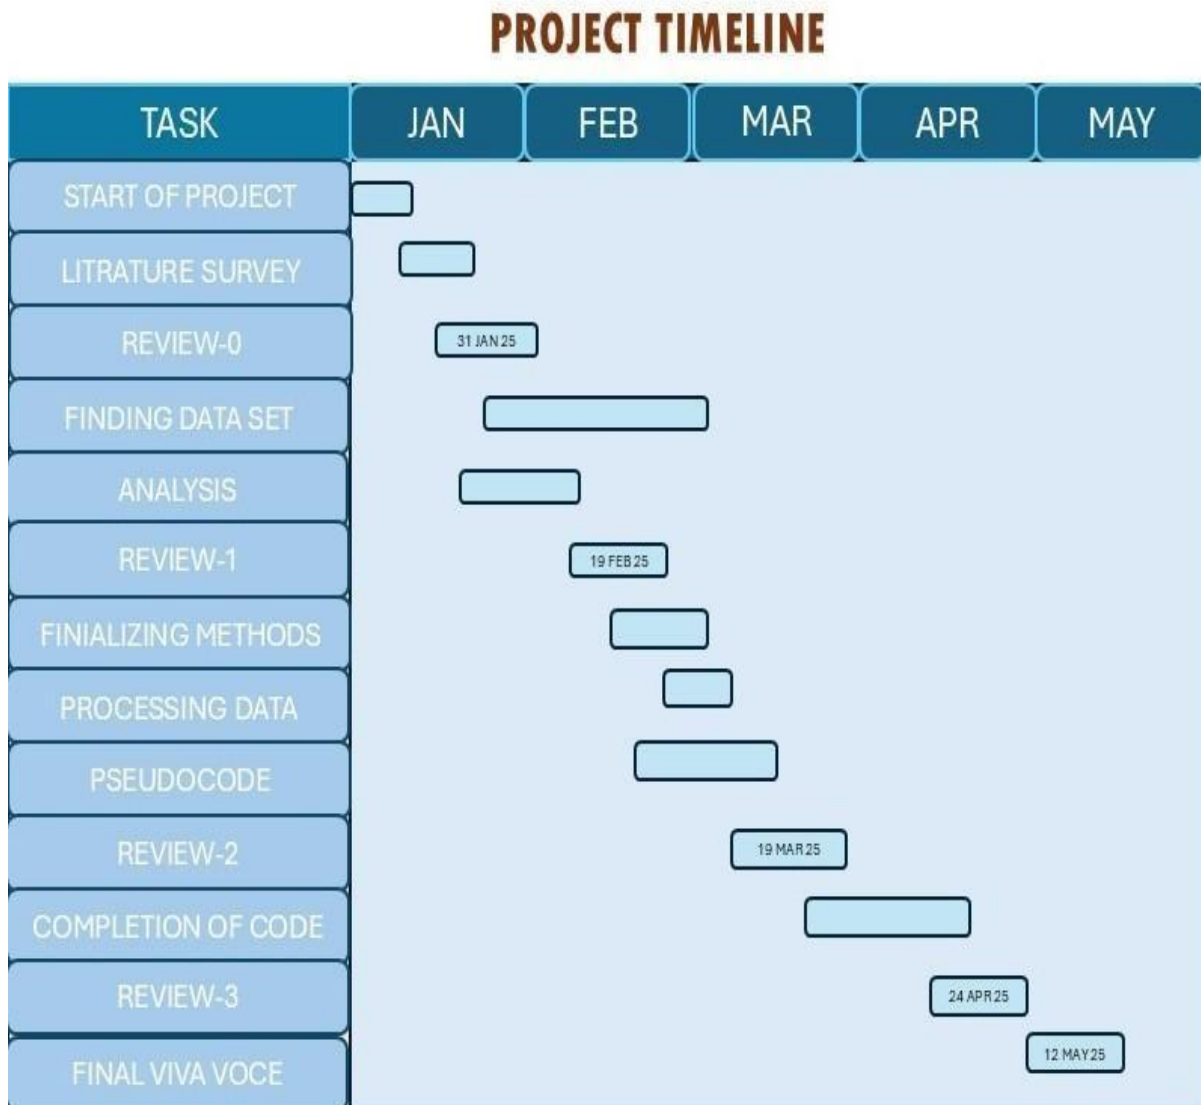 PROJECT TIMELINE
TASK JAN FEB MAR APR MAY
START OF PROJECT
LITRATURE SURVEY
REVIEW-0 31 JAN 25
FINDING DATA SET
ANALYSIS
REVIEW-1 19 FEB 25
FINIALIZING METHODS
PROCESSING DATA
PSEUDOCODE
REVIEW-2 19 MAR 25
COMPLETION OF CODE
REVIEW-3 24 APR 25
FINAL VIVA VOCE 12 MAY 25